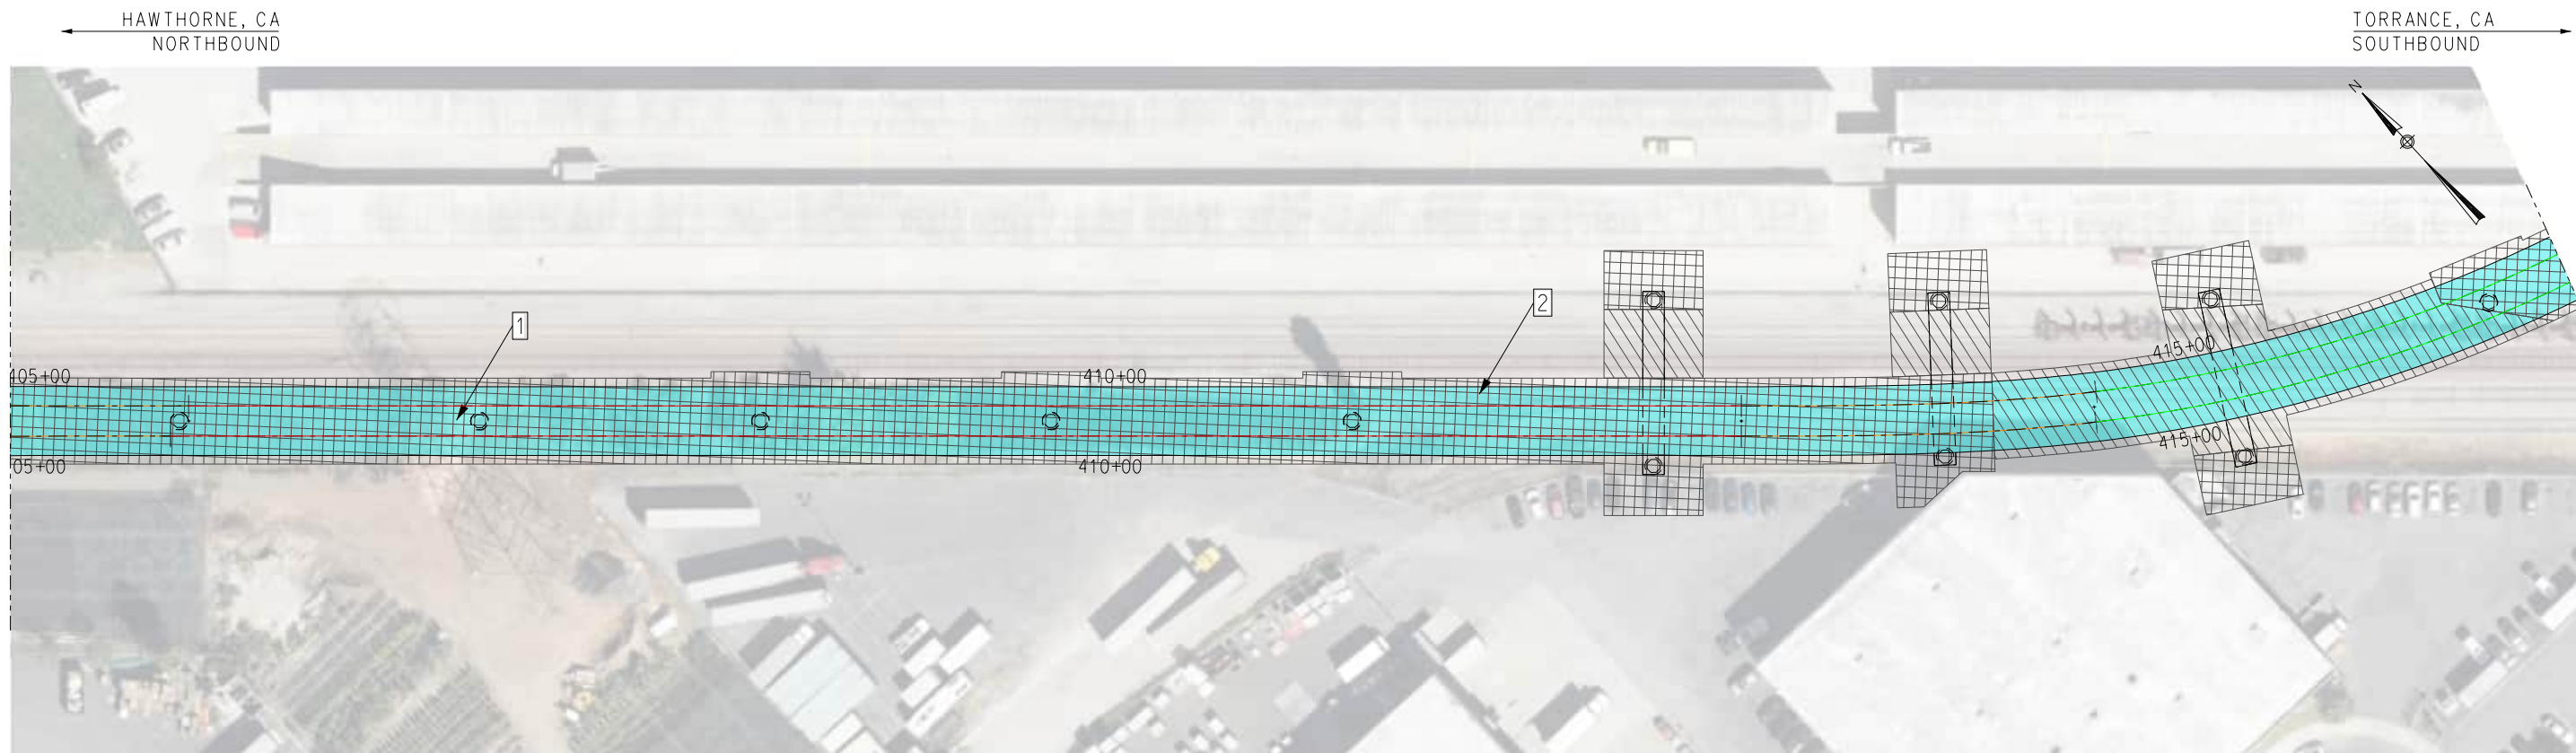 HAWTHORNE, CA
NORTHBOUND
TORRANCE, CA
SOUTHBOUND
N
2
1
415+00
405+00
410+00
415+00
05+00
410+00